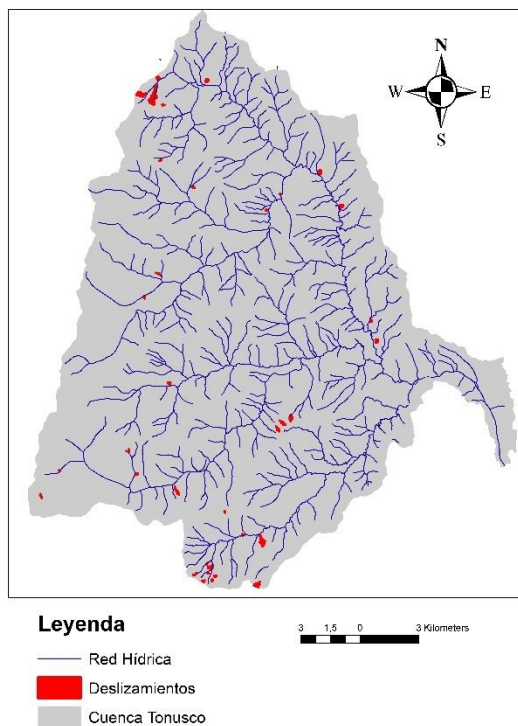 N
W E
S
Leyenda
3 1,5 0 3 Kilometers
Red Hídrica
Deslizamientos
Cuenca Tonusco